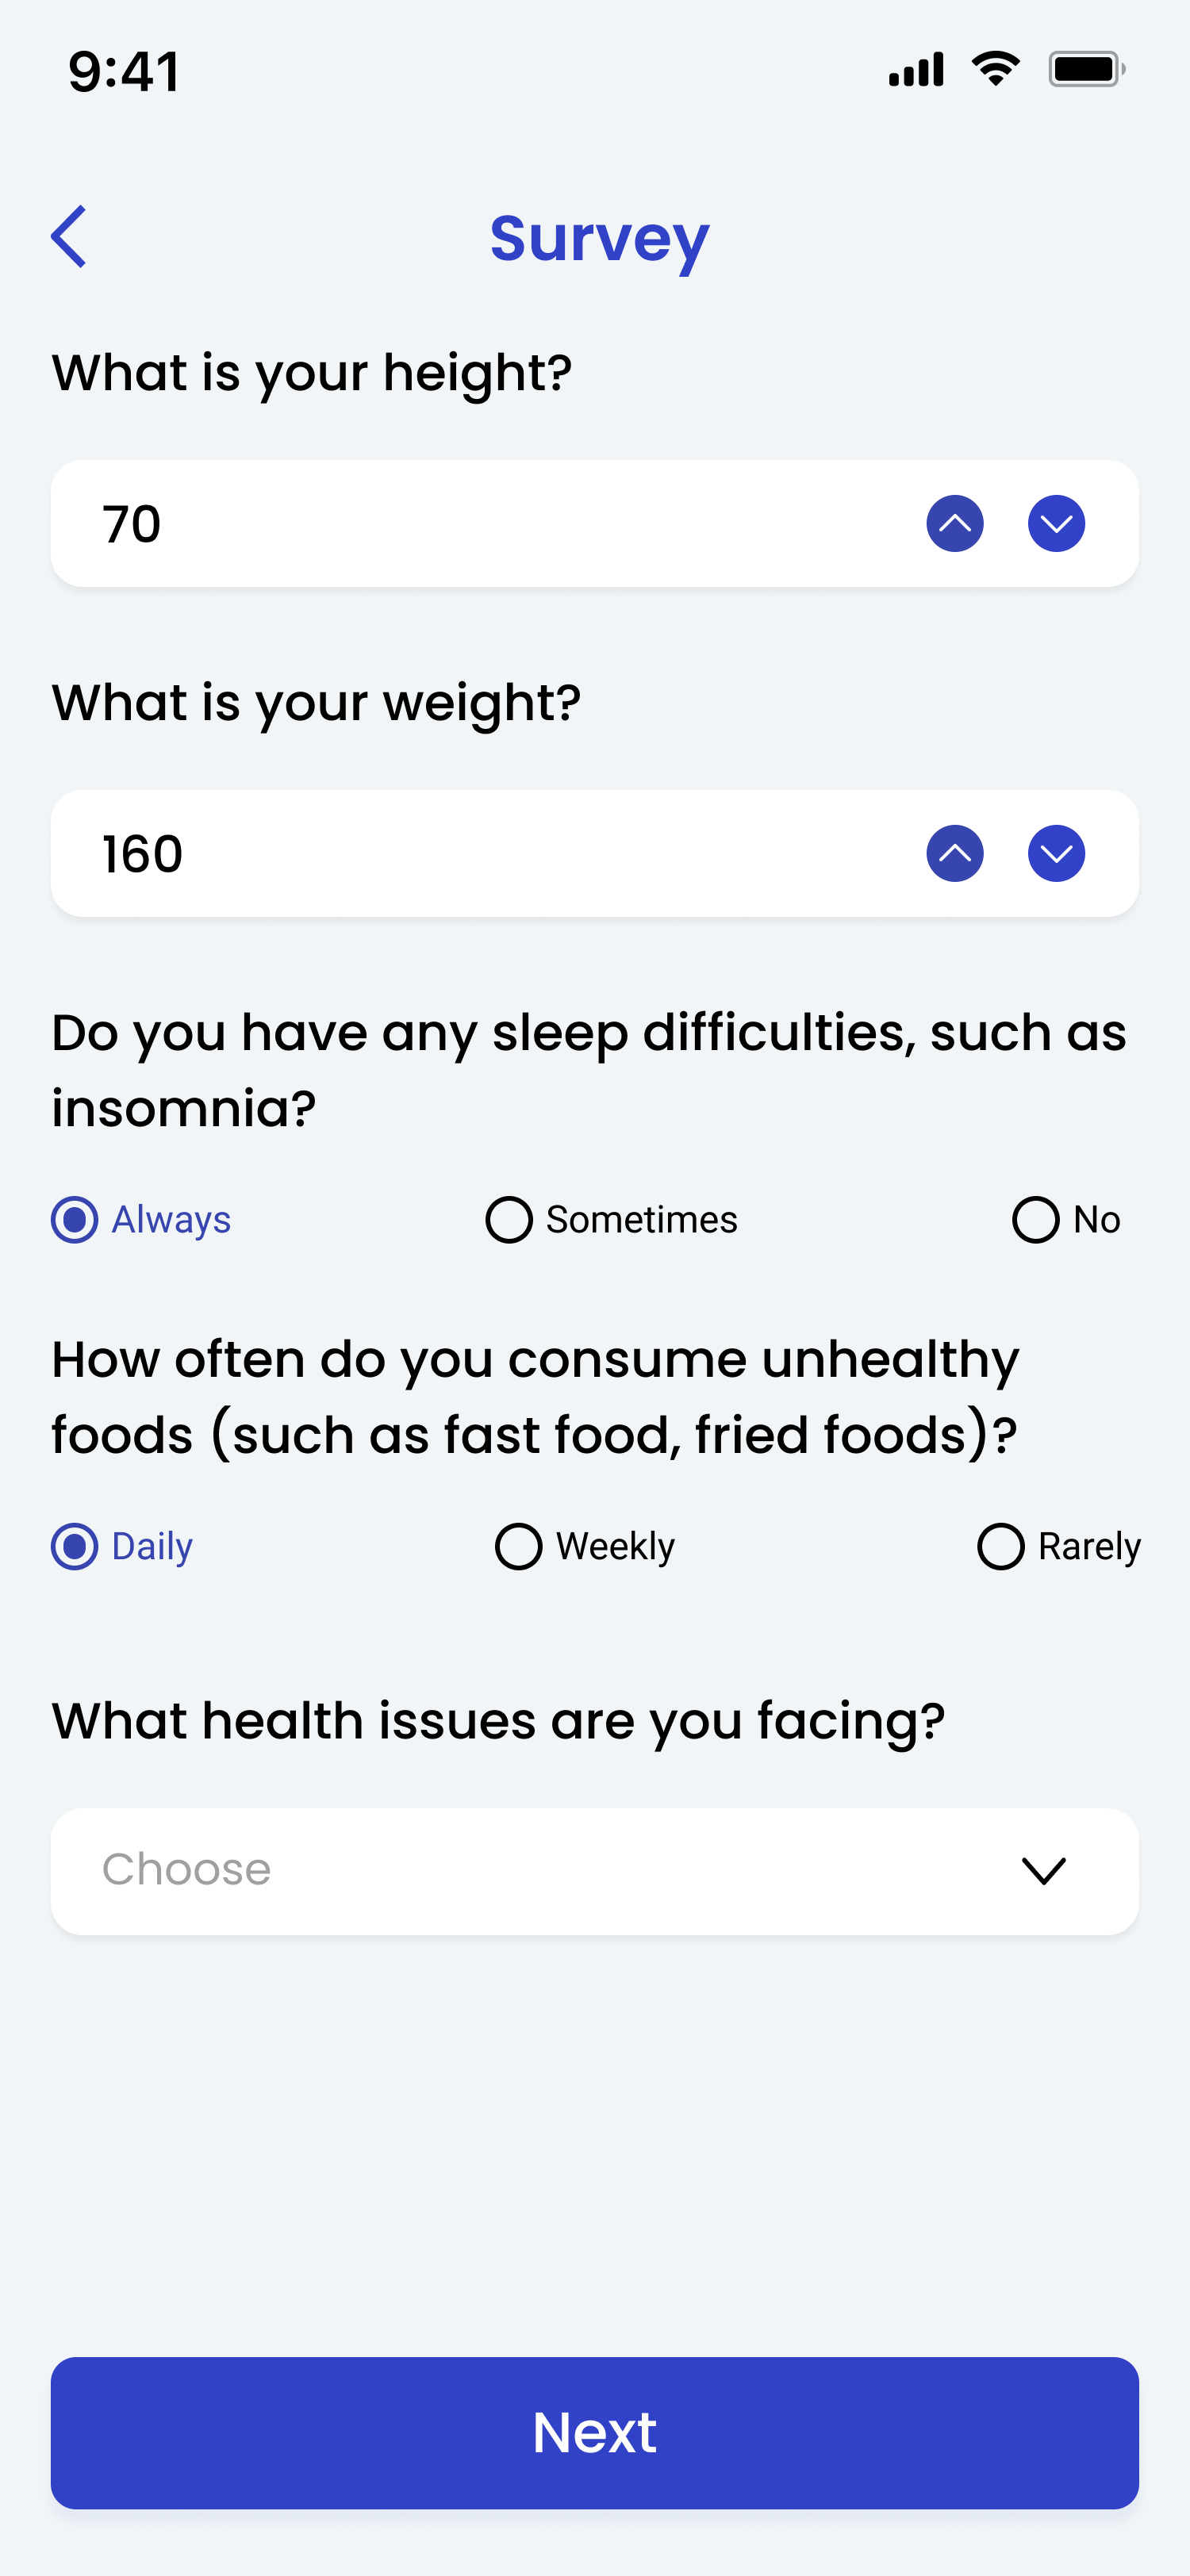 9:41
Survey
What is your height?
70
What is your weight?
160
Do you have any sleep difficulties, such as
insomnia?
Always Sometimes No
How often do you consume unhealthy
foods (such as fast food, fried foods)?
Daily Weekly Rarely
What health issues are you facing?
Choose
Next